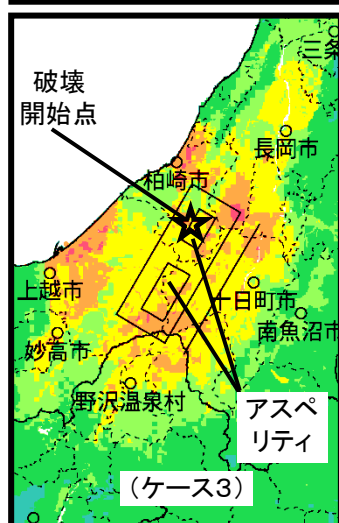 三条
破壊
開始点
長岡市
柏崎市
上越市
十日町市
南魚沼市
妙高市
野沢温泉村
アスペ
リティ
(ケース3)